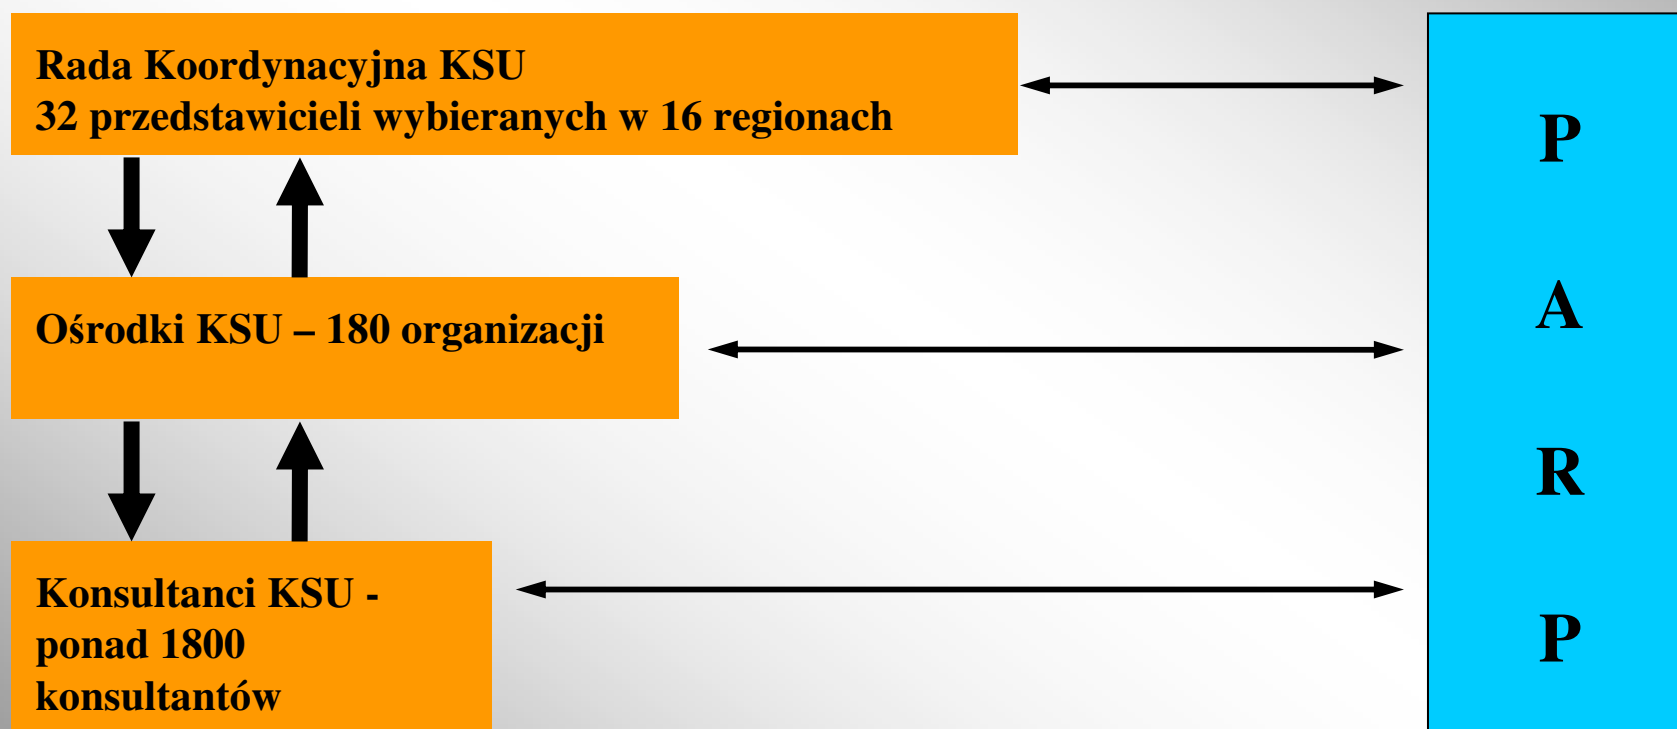 Rada Koordynacyjna KSU
32 przedstawicieli wybieranych w 16 regionach
Ośrodki KSU – 180 organizacji
Konsultanci KSU -
ponad 1800
konsultantów
P
A
R
P